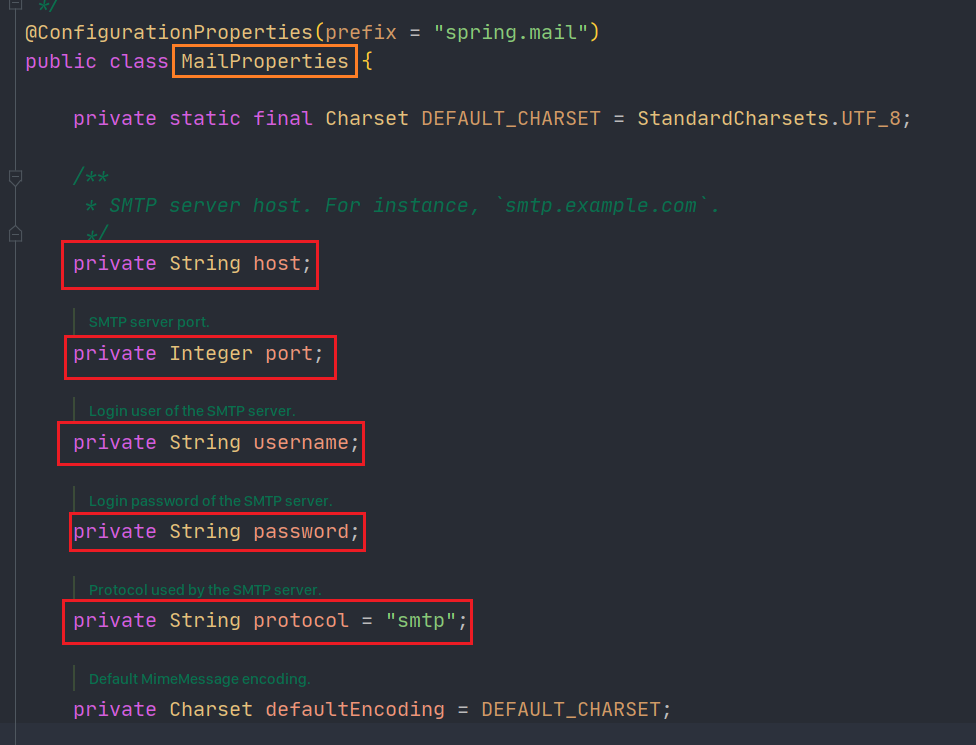 */
@ConfigurationProperties(prefix = "spring.mail")
public class MailProperties {
private static final Charset DEFAULT_CHARSET = StandardCharsets.UTF_8;
/**
* SMTP server host. For instance, `smtp.example.com`.
*/
private String host;
SMTP server port.
private Integer port;
Login user of the SMTP server.
private String username;
Login password of the SMTP server.
private String password;
Protocol used by the SMTP server.
private String protocol = "smtp";
Default MimeMessage encoding.
private Charset defaultEncoding = DEFAULT_CHARSET;